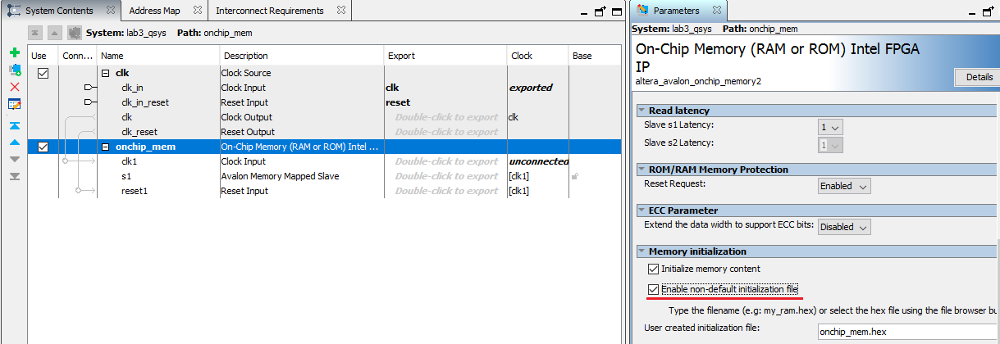 System Contents Address Map Interconnect Requirements
System: lab3_qsys Path: onchip_mem
Use Conn... Name Description Export Clock Base
clk Clock Source
clk_in Clock Input clk exported
clk_in_reset Reset Input reset
clk Clock Output Double-click to export clk
clk_reset Reset Output Double-click to export
onchip_mem On-Chip Memory (RAM or ROM) Intel ...
clk1 Clock Input Double-click to export unconnected
s1 Avalon Memory Mapped Slave Double-click to export [clk1]
reset1 Reset Input Double-click to export [clk1]
Parameters
System: lab3_qsys Path: onchip_mem
On-Chip Memory (RAM or ROM) Intel FPGA
IP
altera_avalon_onchip_memory2
Details
Read latency
Slave s1 Latency: 1
Slave s2 Latency: 1
ROM/RAM Memory Protection
Reset Request: Enabled
ECC Parameter
Extend the data width to support ECC bits: Disabled
Memory initialization
Initialize memory content
Enable non-default initialization file
Type the filename (e.g: my_ram.hex) or select the hex file using the file browser bu
User created initialization file: onchip_mem.hex